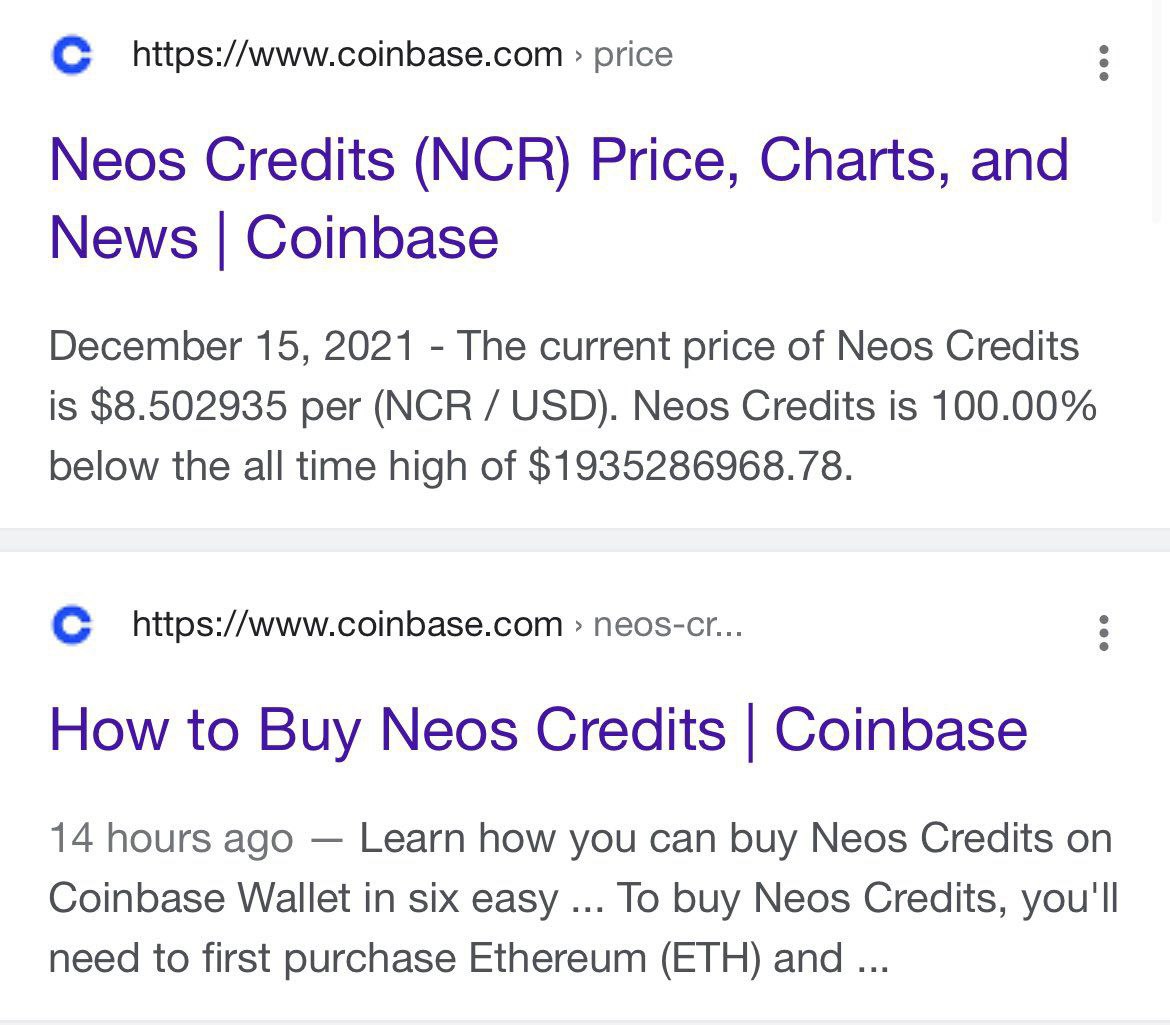 https://www.coinbase.com › price
Neos Credits (NCR) Price, Charts, and
News | Coinbase
December 15, 2021 - The current price of Neos Credits
is $8.502935 per (NCR / USD). Neos Credits is 100.00%
below the all time high of $1935286968.78.
https://www.coinbase.com › neos-cr...
How to Buy Neos Credits | Coinbase
14 hours ago — Learn how you can buy Neos Credits on
Coinbase Wallet in six easy ... To buy Neos Credits, you'll
need to first purchase Ethereum (ETH) and ...